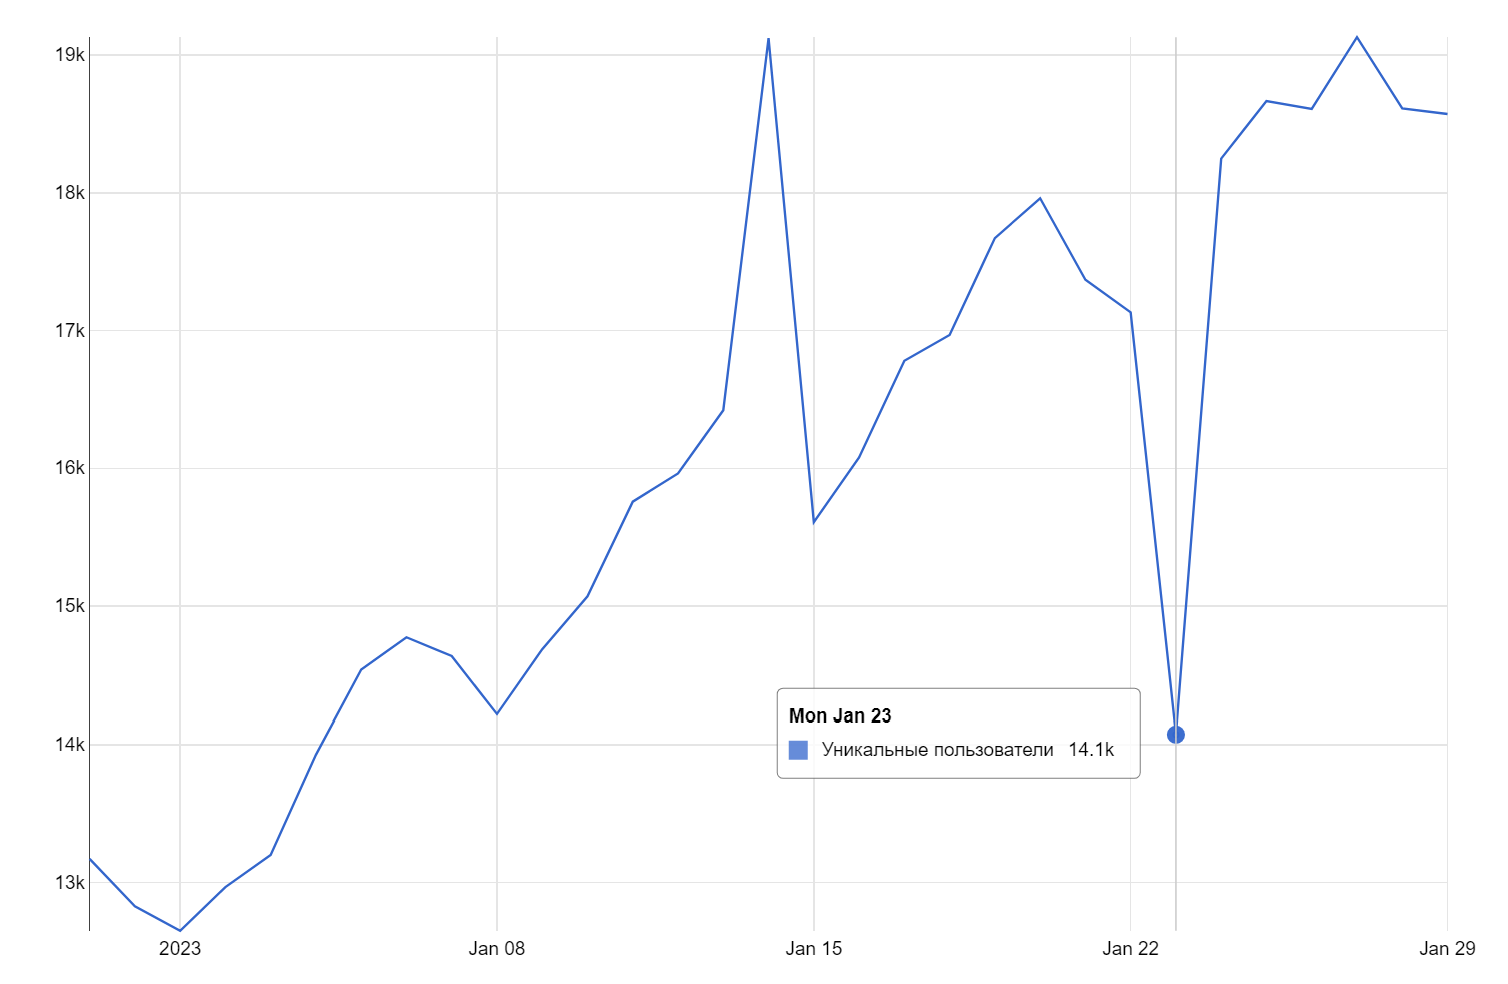 19k
18k
17k
16k
15k
14k
13k
Mon Jan 23
Уникальные пользователи 14.1k
2023
Jan 08
Jan 15
Jan 22
Jan 29